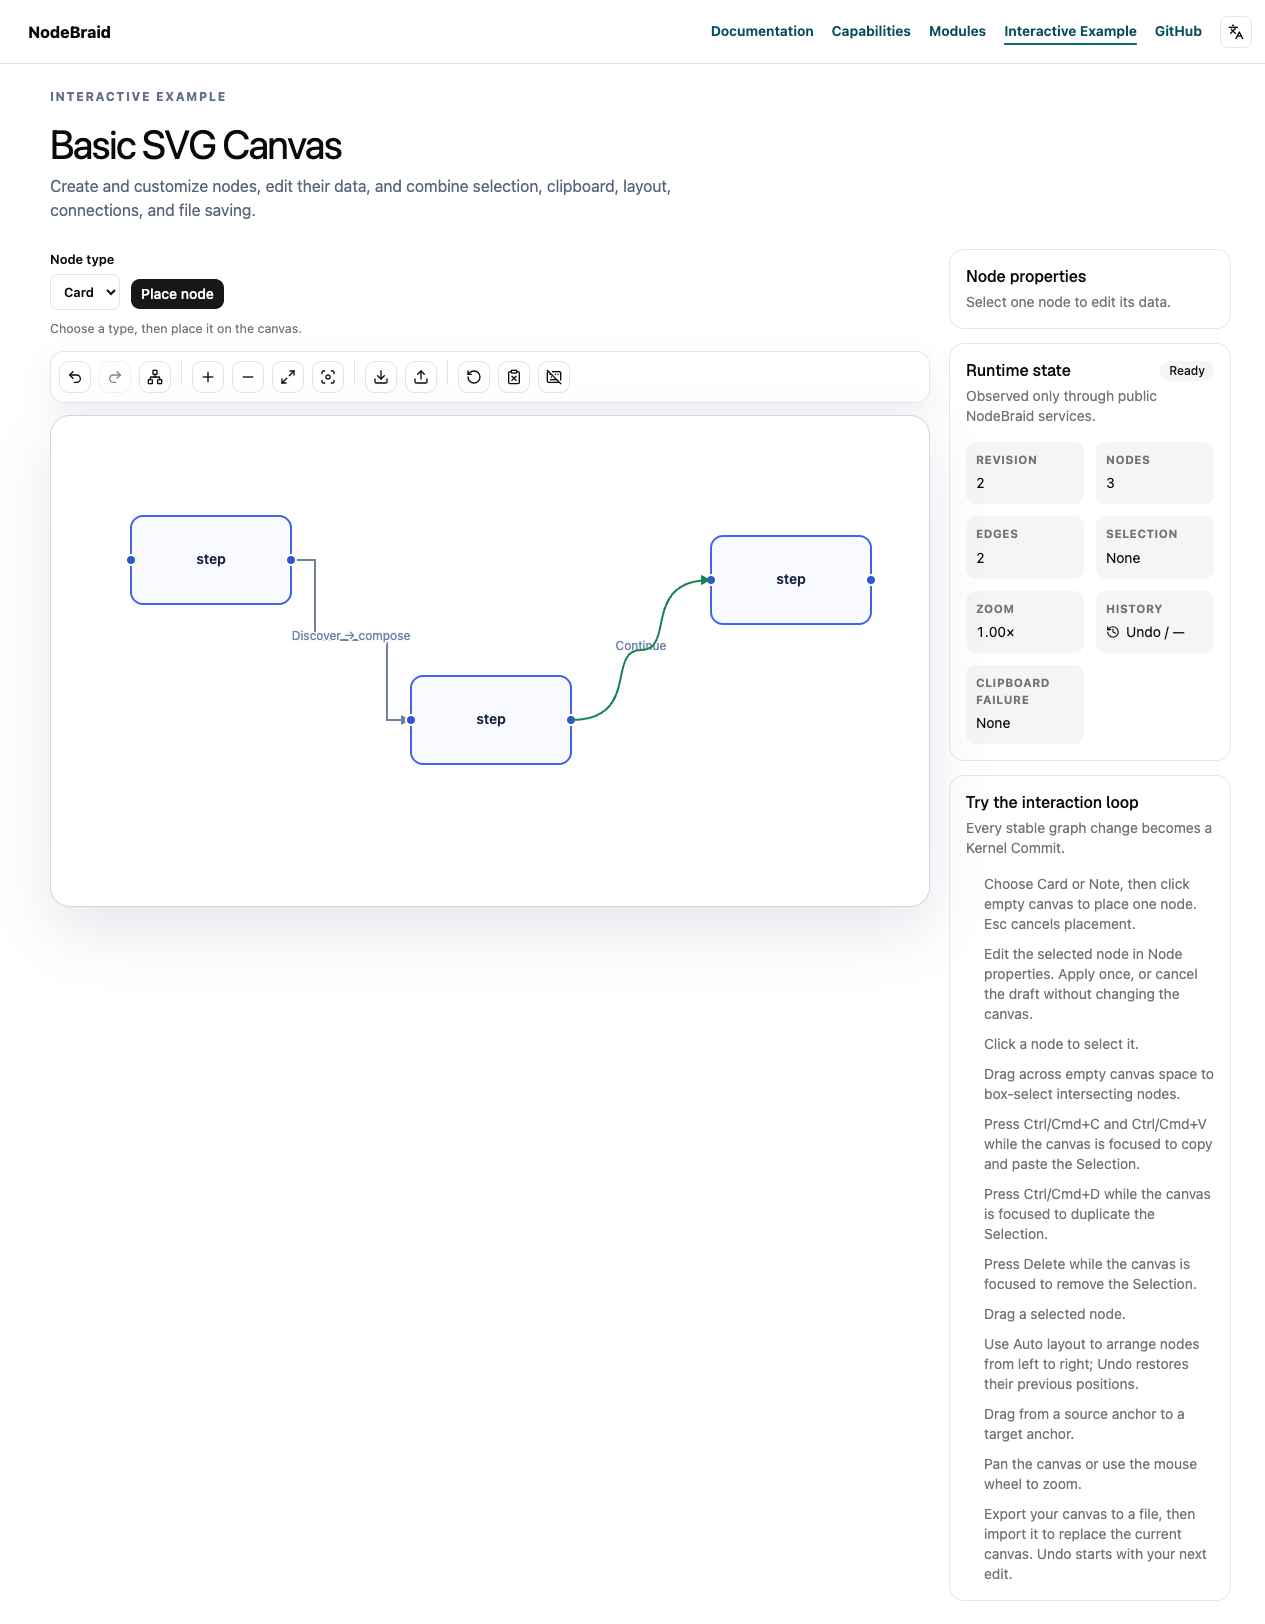 NodeBraid
Documentation
Capabilities
Modules
Interactive Example
GitHub
INTERACTIVE EXAMPLE
Basic SVG Canvas
Create and customize nodes, edit their data, and combine selection, clipboard, layout,
connections, and file saving.
Node type
Card
Place node
Choose a type, then place it on the canvas.
step
Discover → compose
step
Continue
step
Node properties
Select one node to edit its data.
Runtime state
Ready
Observed only through public
NodeBraid services.
REVISION
2
NODES
3
EDGES
2
SELECTION
None
ZOOM
1.00×
HISTORY
Undo / —
CLIPBOARD
FAILURE
None
Try the interaction loop
Every stable graph change becomes a
Kernel Commit.
Choose Card or Note, then click
empty canvas to place one node.
Esc cancels placement.
Edit the selected node in Node
properties. Apply once, or cancel
the draft without changing the
canvas.
Click a node to select it.
Drag across empty canvas space to
box-select intersecting nodes.
Press Ctrl/Cmd+C and Ctrl/Cmd+V
while the canvas is focused to copy
and paste the Selection.
Press Ctrl/Cmd+D while the canvas
is focused to duplicate the
Selection.
Press Delete while the canvas is
focused to remove the Selection.
Drag a selected node.
Use Auto layout to arrange nodes
from left to right; Undo restores
their previous positions.
Drag from a source anchor to a
target anchor.
Pan the canvas or use the mouse
wheel to zoom.
Export your canvas to a file, then
import it to replace the current
canvas. Undo starts with your next
edit.